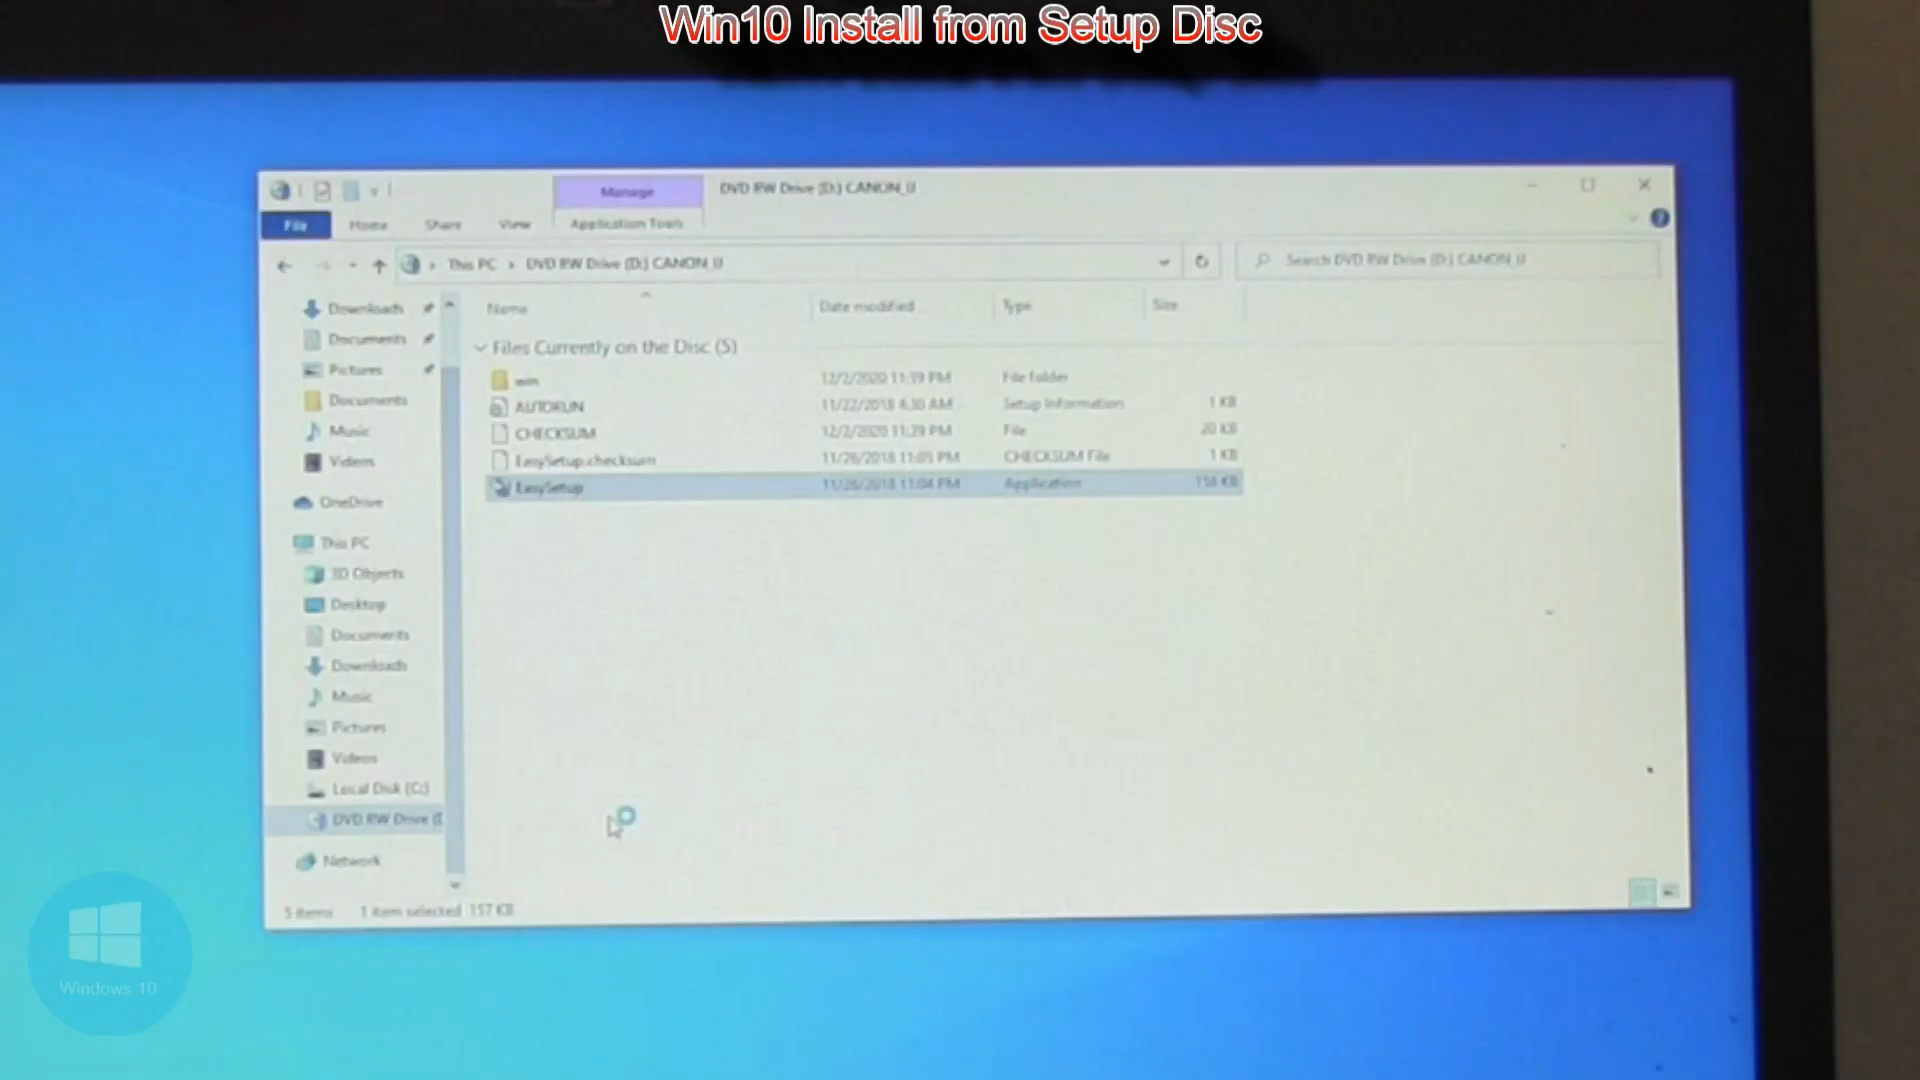 Win10 Install from Setup Disc
Manage
DVD RW Drive (D:) CANON_IJ
File
Home
Share
View
Application Tools
This PC > DVD RW Drive (D:) CANON_IJ
Search DVD RW Drive (D:) CANON_IJ
Name
Date modified
Type
Size
Files Currently on the Disc (5)
win 12/2/2020 11:39 PM File folder
AUTORUN 11/22/2018 4:30 AM Setup Information 1 KB
CHECKSUM 12/2/2020 11:39 PM File 20 KB
EasySetup.checksum 11/26/2018 11:05 PM CHECKSUM File 1 KB
EasySetup 11/26/2018 11:04 PM Application 158 KB
Downloads
Documents
Pictures
Documents
Music
Videos
OneDrive
This PC
3D Objects
Desktop
Documents
Downloads
Music
Pictures
Videos
Local Disk (C:)
DVD RW Drive (D
Network
5 items 1 item selected 157 KB
Windows 10